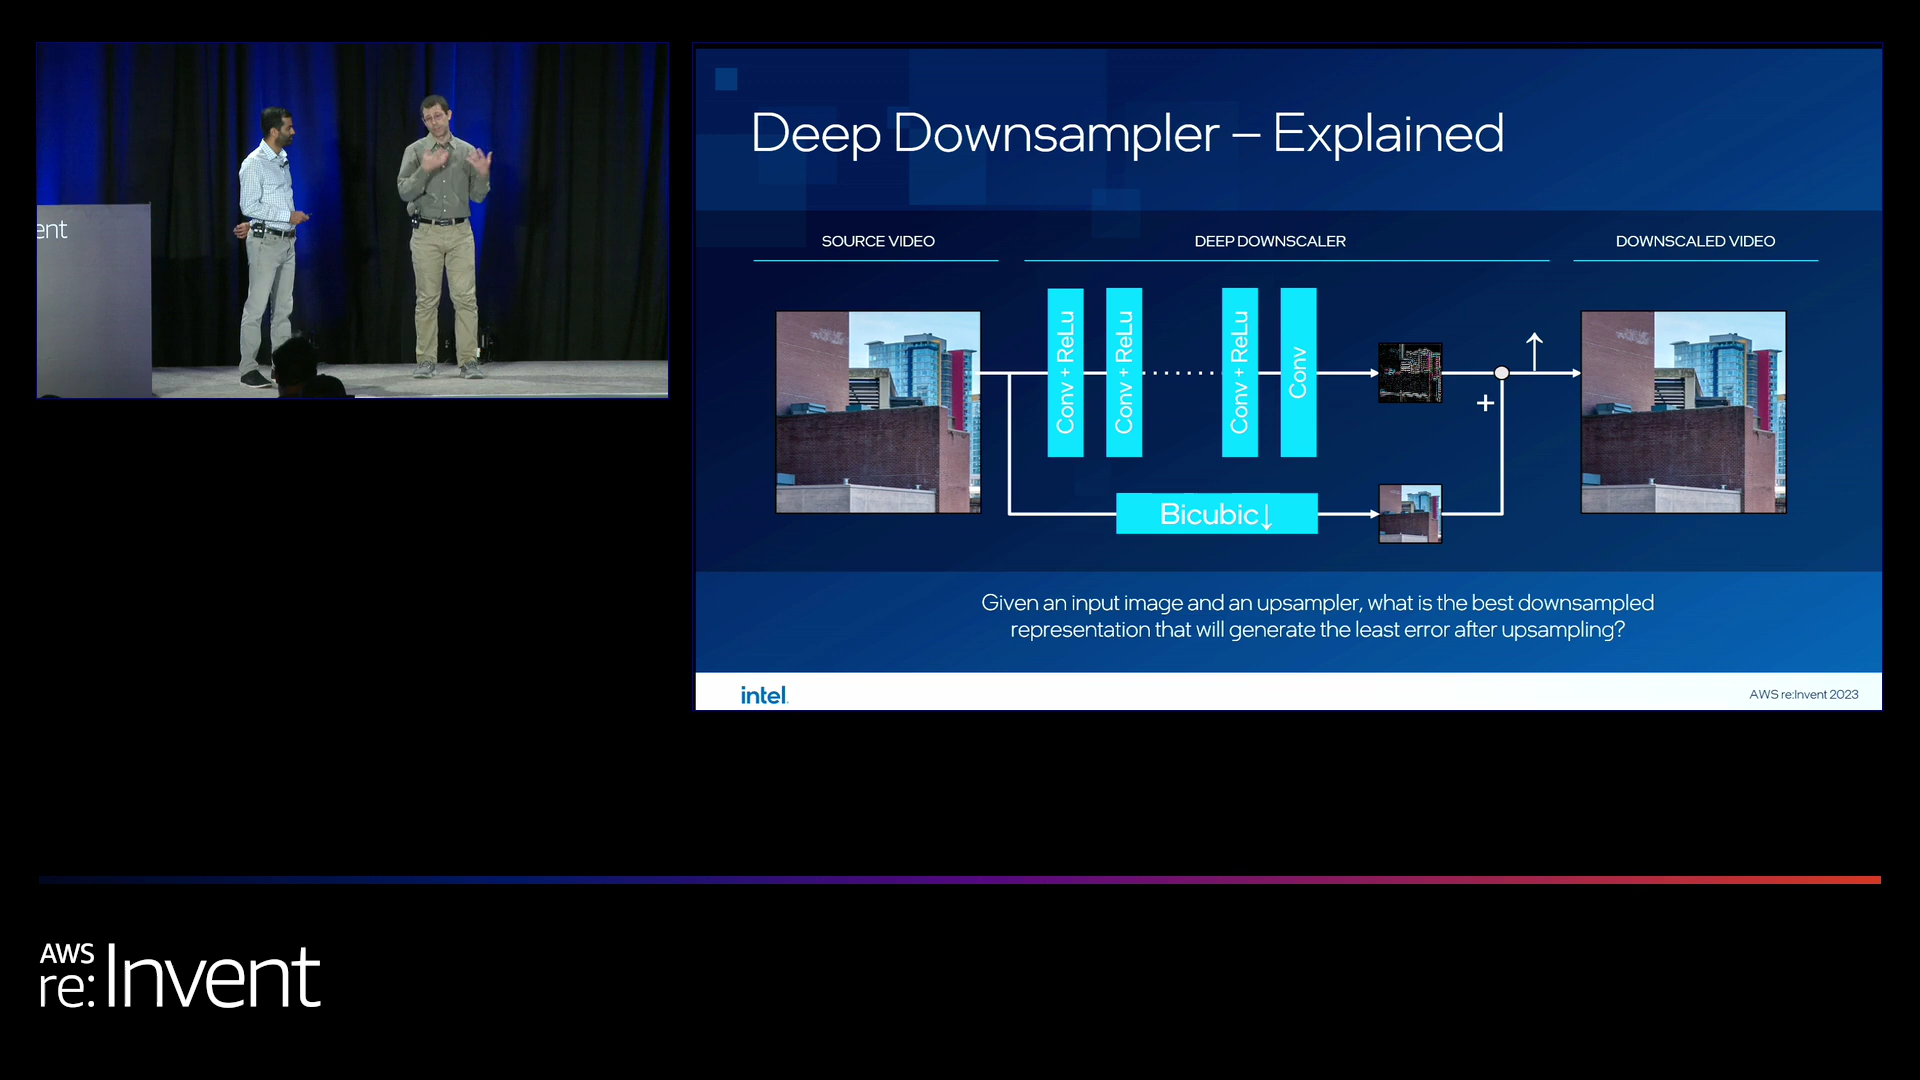 ent
Deep Downsampler – Explained
SOURCE VIDEO
DEEP DOWNSCALER
DOWNSCALED VIDEO
Conv + ReLu
Conv + ReLu
Conv + ReLu
Conv
+
Bicubic↓
Given an input image and an upsampler, what is the best downsampled
representation that will generate the least error after upsampling?
intel.
AWS re:Invent 2023
AWS
re:Invent